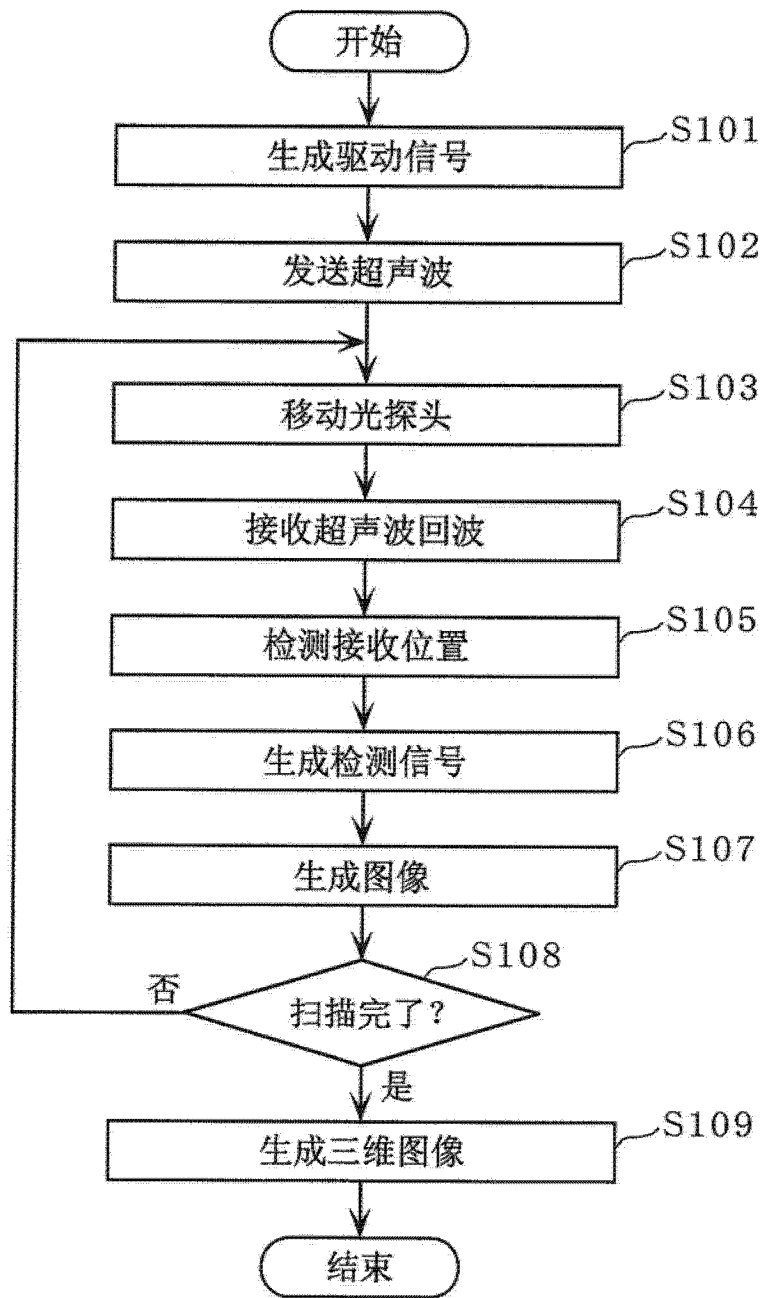 开始
S101
生成驱动信号
S102
发送超声波
S103
移动光探头
S104
接收超声波回波
S105
检测接收位置
S106
生成检测信号
S107
生成图像
S108
否
扫描完了？
是
S109
生成三维图像
结束